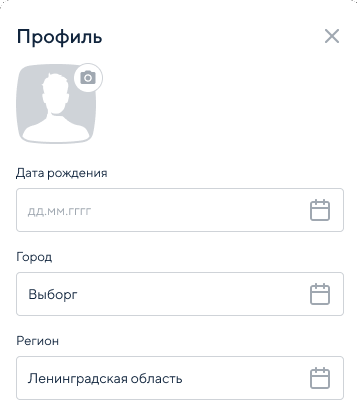 Профиль
Дата рождения
дд.мм.гггг
Город
Выборг
Регион
Ленинградская область